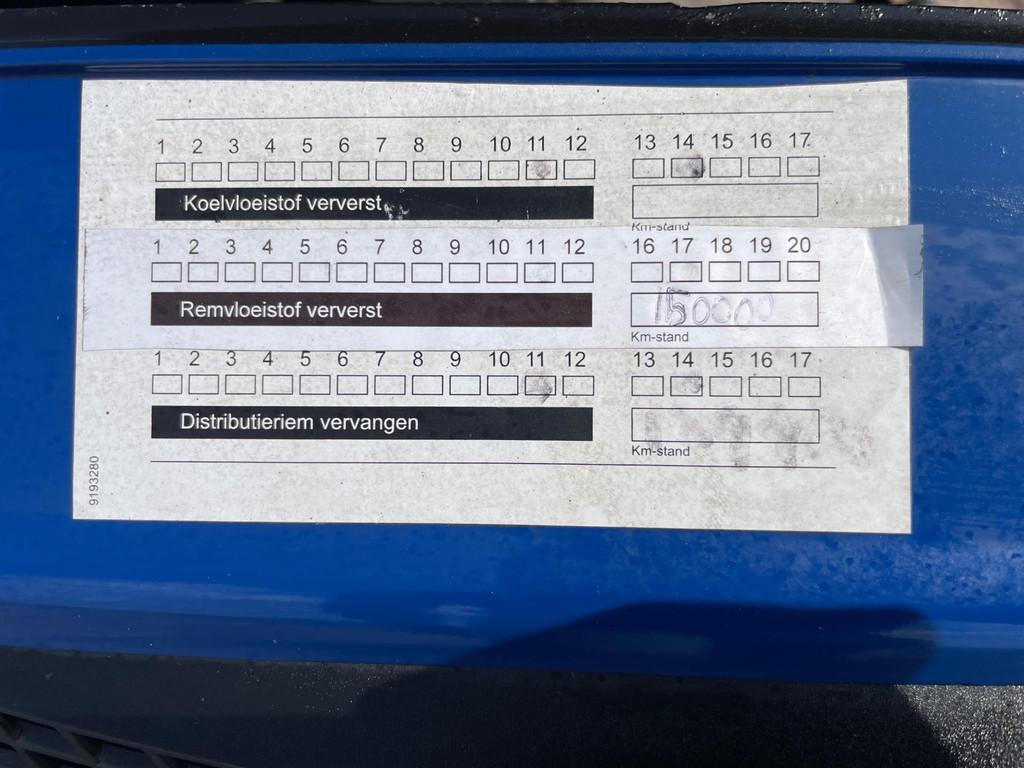 1 2 3 4 5 6 7 8 9 10 11 12 13 14 15 16 17
Koelvloeistof ververst
Km-stand
1 2 3 4 5 6 7 8 9 10 11 12 16 17 18 19 20
Remvloeistof ververst 150000
Km-stand
1 2 3 4 5 6 7 8 9 10 11 12 13 14 15 16 17
Distributieriem vervangen
Km-stand
9193280